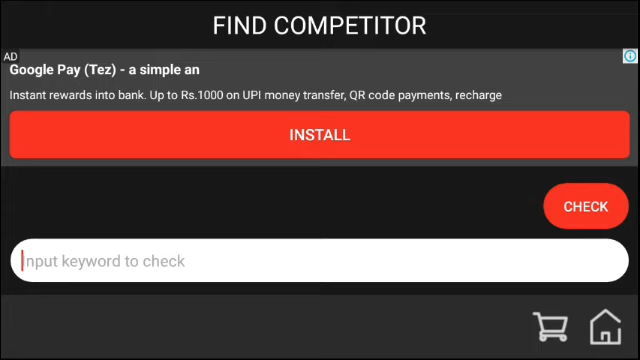 FIND COMPETITOR
AD
Google Pay (Tez) - a simple an
Instant rewards into bank. Up to Rs.1000 on UPI money transfer, QR code payments, recharge
INSTALL
CHECK
Input keyword to check